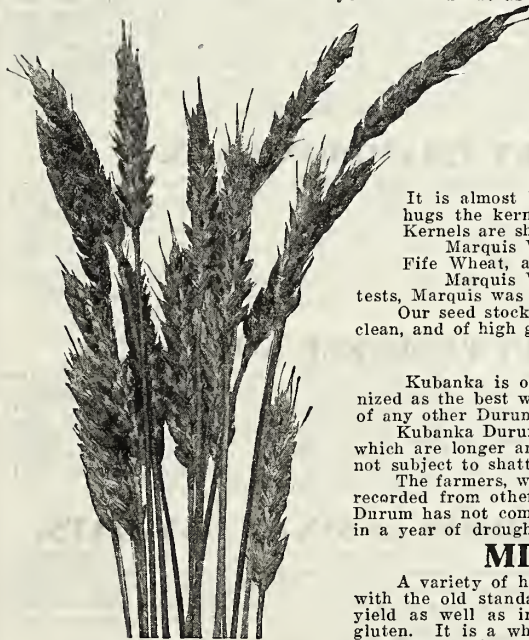 It is almost
hugs the kern
Kernels are sh
Marquis W
Fife Wheat, a
Marquis W
tests, Marquis was
Our seed stock
clean, and of high g
Kubanka is o
nized as the best w
of any other Durun
Kubanka Durun
which are longer an
not subject to shatt
The farmers, w
recorded from other
Durum has not com
in a year of drough
MI
A variety of h
with the old standa
yield as well as in
gluten. It is a wh